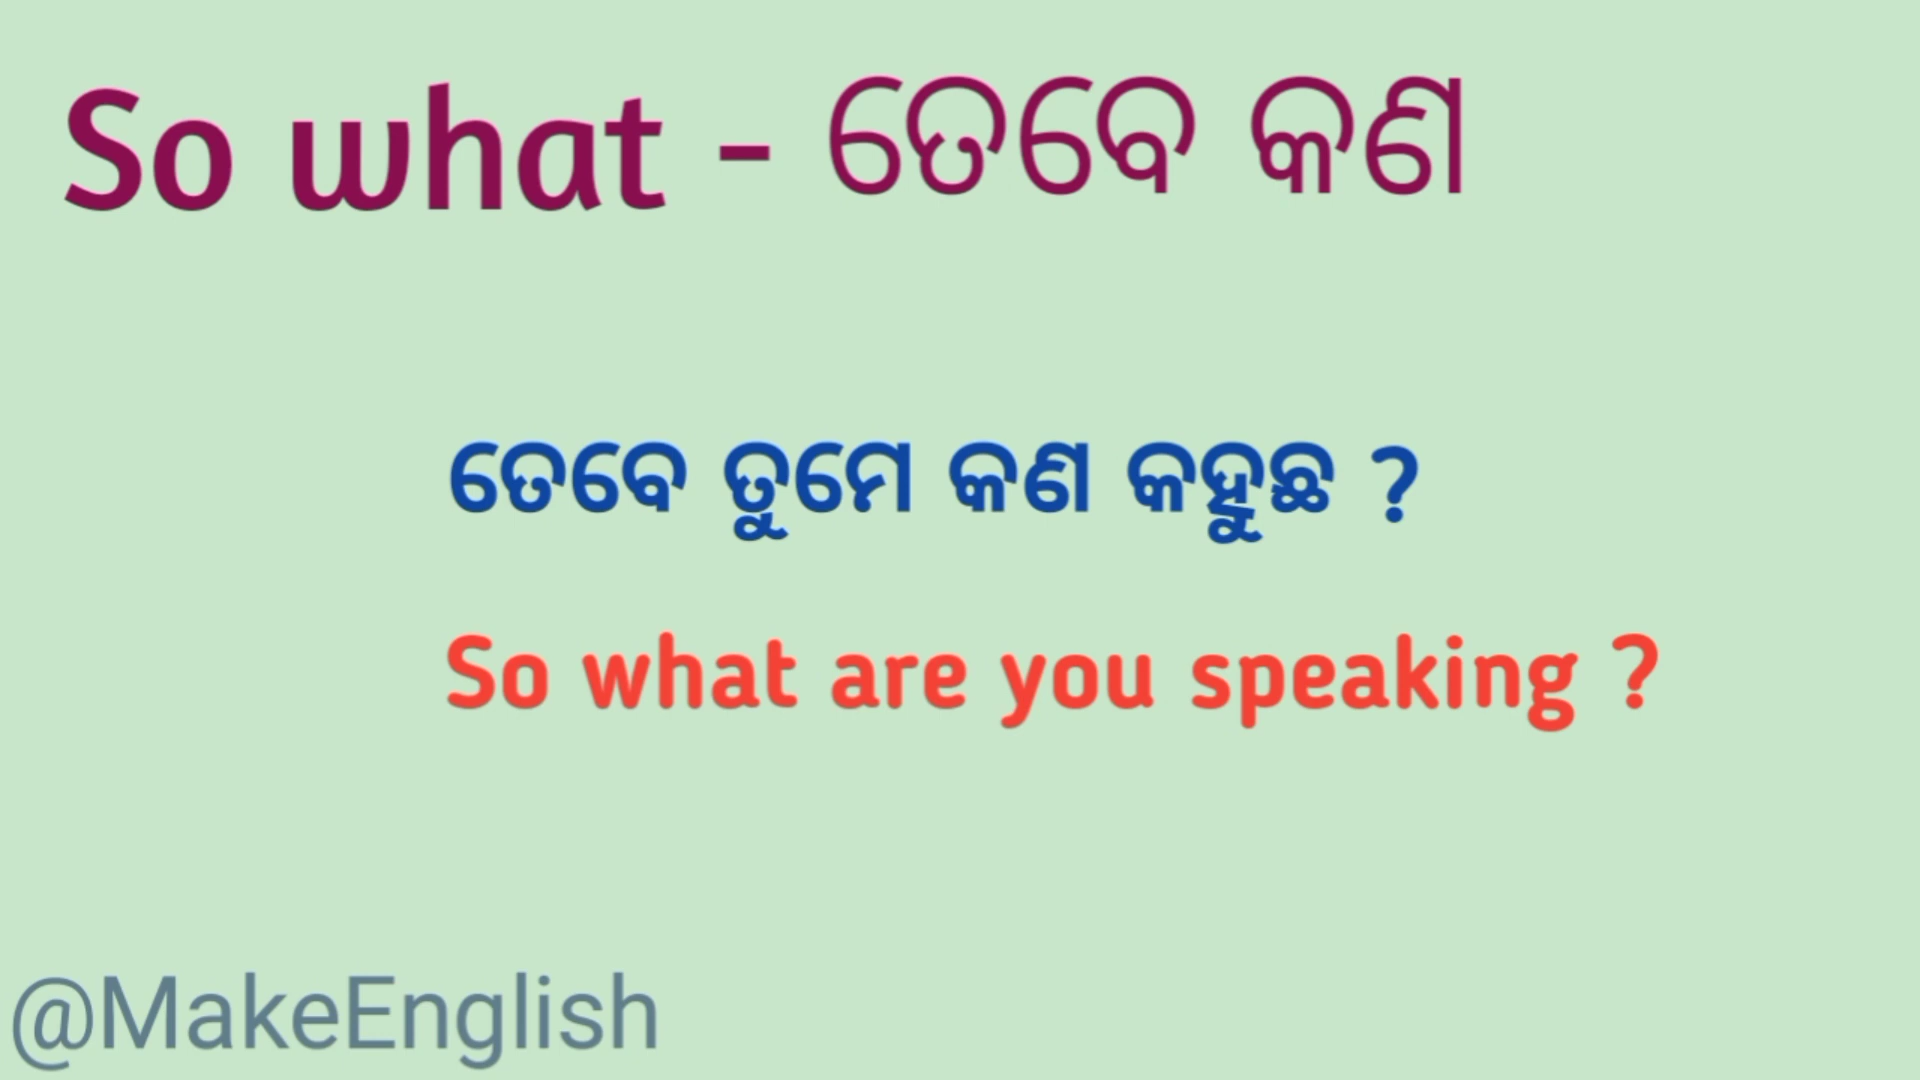 So what - ତେବେ କଣ
ତେବେ ତୁମେ କଣ କହୁଛ ?
So what are you speaking ?
@MakeEnglish